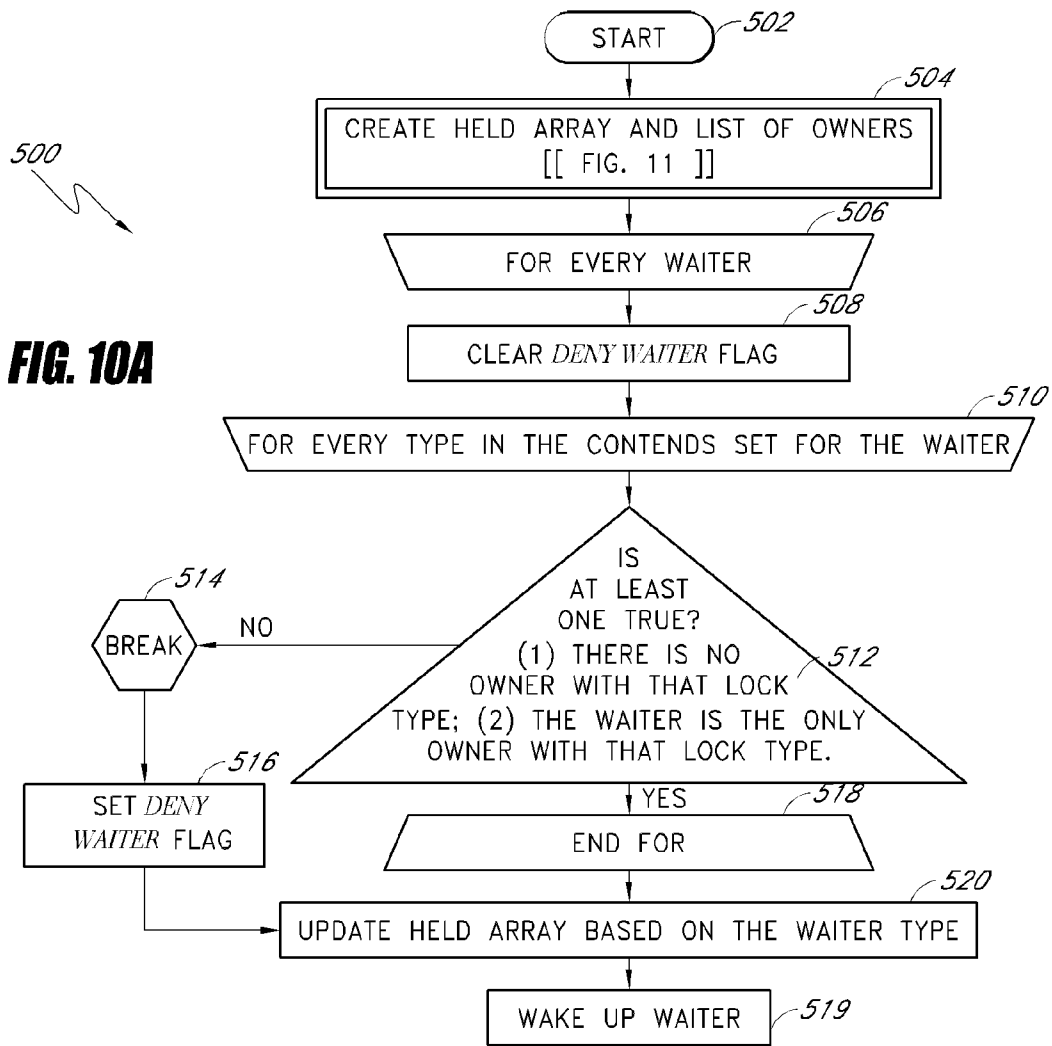 START
502
504
CREATE HELD ARRAY AND LIST OF OWNERS
[[ FIG. 11 ]]
500
506
FOR EVERY WAITER
508
CLEAR DENY WAITER FLAG
FIG. 10A
510
FOR EVERY TYPE IN THE CONTENDS SET FOR THE WAITER
IS
AT LEAST
ONE TRUE?
(1) THERE IS NO
OWNER WITH THAT LOCK
TYPE; (2) THE WAITER IS THE ONLY
OWNER WITH THAT LOCK TYPE.
512
514
BREAK
NO
516
SET DENY
WAITER FLAG
YES
518
END FOR
520
UPDATE HELD ARRAY BASED ON THE WAITER TYPE
WAKE UP WAITER
519